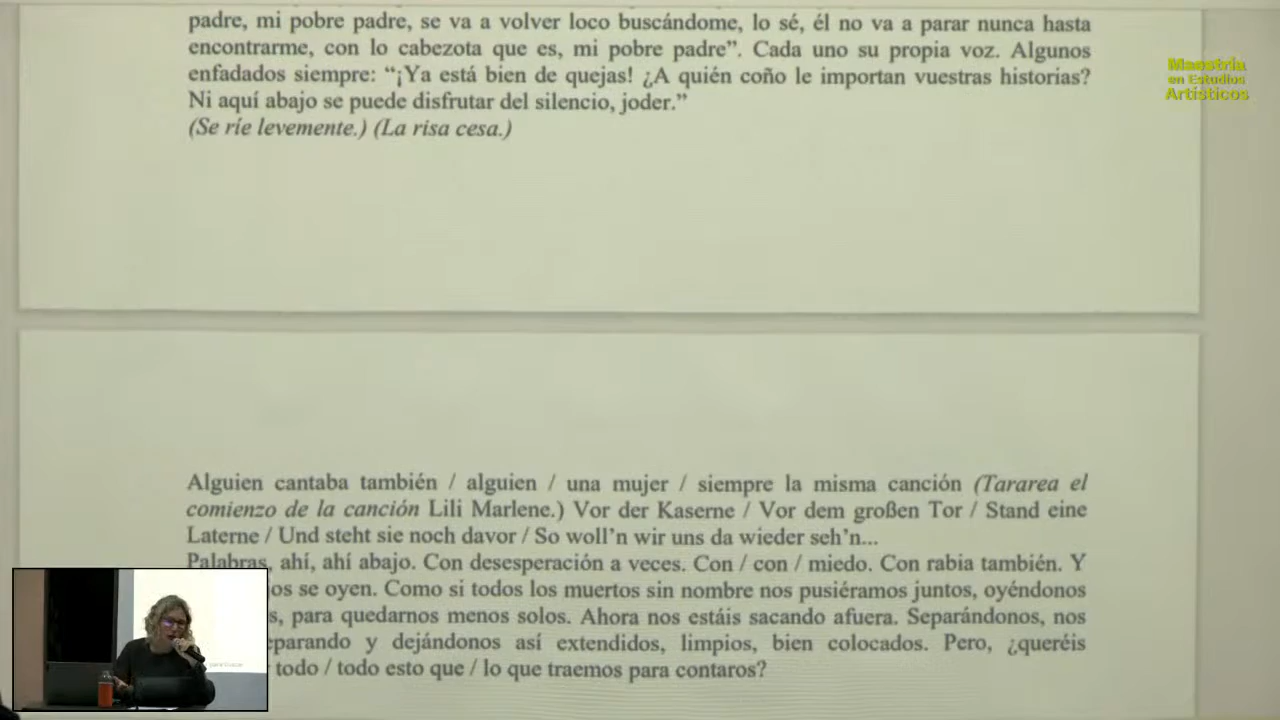 padre, mi pobre padre, se va a volver loco buscándome, lo sé, él no va a parar nunca hasta
encontrarme, con lo cabezota que es, mi pobre padre”. Cada uno su propia voz. Algunos
enfadados siempre: “¡Ya está bien de quejas! ¿A quién coño le importan vuestras historias?
Ni aquí abajo se puede disfrutar del silencio, joder.”
(Se ríe levemente.) (La risa cesa.)
Maestría
en Estudios
Artísticos
Alguien cantaba también / alguien / una mujer / siempre la misma canción (Tararea el
comienzo de la canción Lili Marlene.) Vor der Kaserne / Vor dem großen Tor / Stand eine
Laterne / Und steht sie noch davor / So woll’n wir uns da wieder seh’n...
Palabras, ahí, ahí abajo. Con desesperación a veces. Con / con / miedo. Con rabia también. Y
os se oyen. Como si todos los muertos sin nombre nos pusiéramos juntos, oyéndonos
s, para quedarnos menos solos. Ahora nos estáis sacando afuera. Separándonos, nos
eparando y dejándonos así extendidos, limpios, bien colocados. Pero, ¿queréis
todo / todo esto que / lo que traemos para contaros?